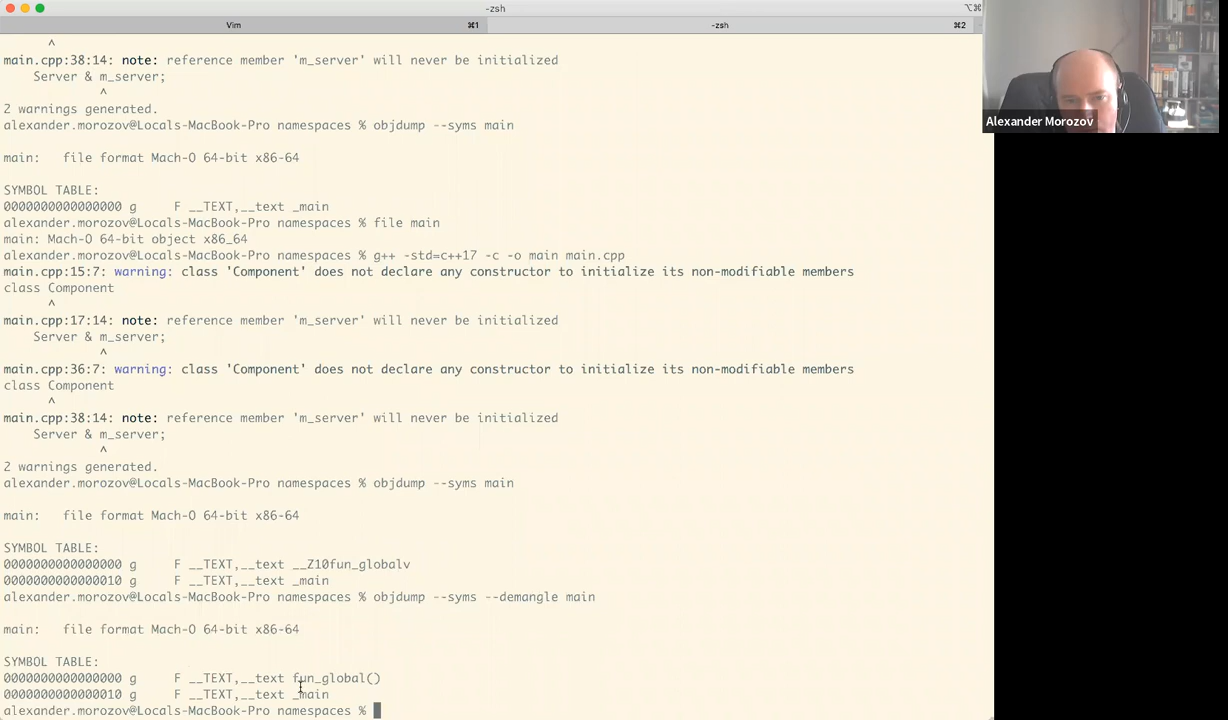 -zsh
⌥⌘
Vim
⌘1
-zsh
⌘2
^
main.cpp:38:14: note: reference member 'm_server' will never be initialized
Server & m_server;
^
2 warnings generated.
alexander.morozov@Locals-MacBook-Pro namespaces % objdump --syms main
main: file format Mach-O 64-bit x86-64
SYMBOL TABLE:
0000000000000000 g F __TEXT,__text _main
alexander.morozov@Locals-MacBook-Pro namespaces % file main
main: Mach-O 64-bit object x86_64
alexander.morozov@Locals-MacBook-Pro namespaces % g++ -std=c++17 -c -o main main.cpp
main.cpp:15:7: warning: class 'Component' does not declare any constructor to initialize its non-modifiable members
class Component
^
main.cpp:17:14: note: reference member 'm_server' will never be initialized
Server & m_server;
^
main.cpp:36:7: warning: class 'Component' does not declare any constructor to initialize its non-modifiable members
class Component
^
main.cpp:38:14: note: reference member 'm_server' will never be initialized
Server & m_server;
^
2 warnings generated.
alexander.morozov@Locals-MacBook-Pro namespaces % objdump --syms main
main: file format Mach-O 64-bit x86-64
SYMBOL TABLE:
0000000000000000 g F __TEXT,__text __Z10fun_globalv
0000000000000010 g F __TEXT,__text _main
alexander.morozov@Locals-MacBook-Pro namespaces % objdump --syms --demangle main
main: file format Mach-O 64-bit x86-64
SYMBOL TABLE:
0000000000000000 g F __TEXT,__text fun_global()
0000000000000010 g F __TEXT,__text _main
alexander.morozov@Locals-MacBook-Pro namespaces %
Alexander Morozov